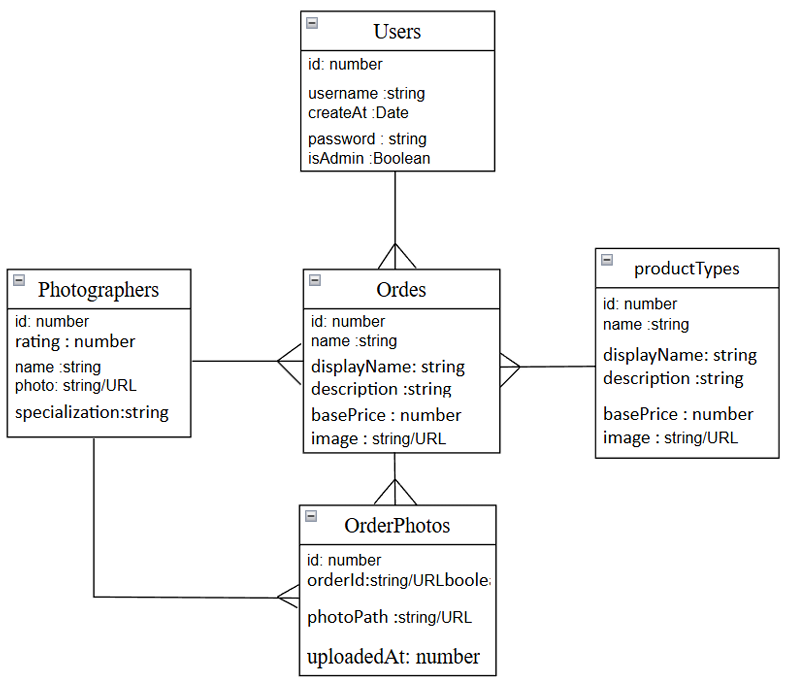 Users
id: number
username :string
createAt :Date
password : string
isAdmin :Boolean
Photographers
id: number
rating : number
name :string
photo: string/URL
specialization:string
Ordes
id: number
name :string
displayName: string
description :string
basePrice : number
image : string/URL
productTypes
id: number
name :string
displayName: string
description :string
basePrice : number
image : string/URL
OrderPhotos
id: number
orderId:string/URLboolea
photoPath :string/URL
uploadedAt: number